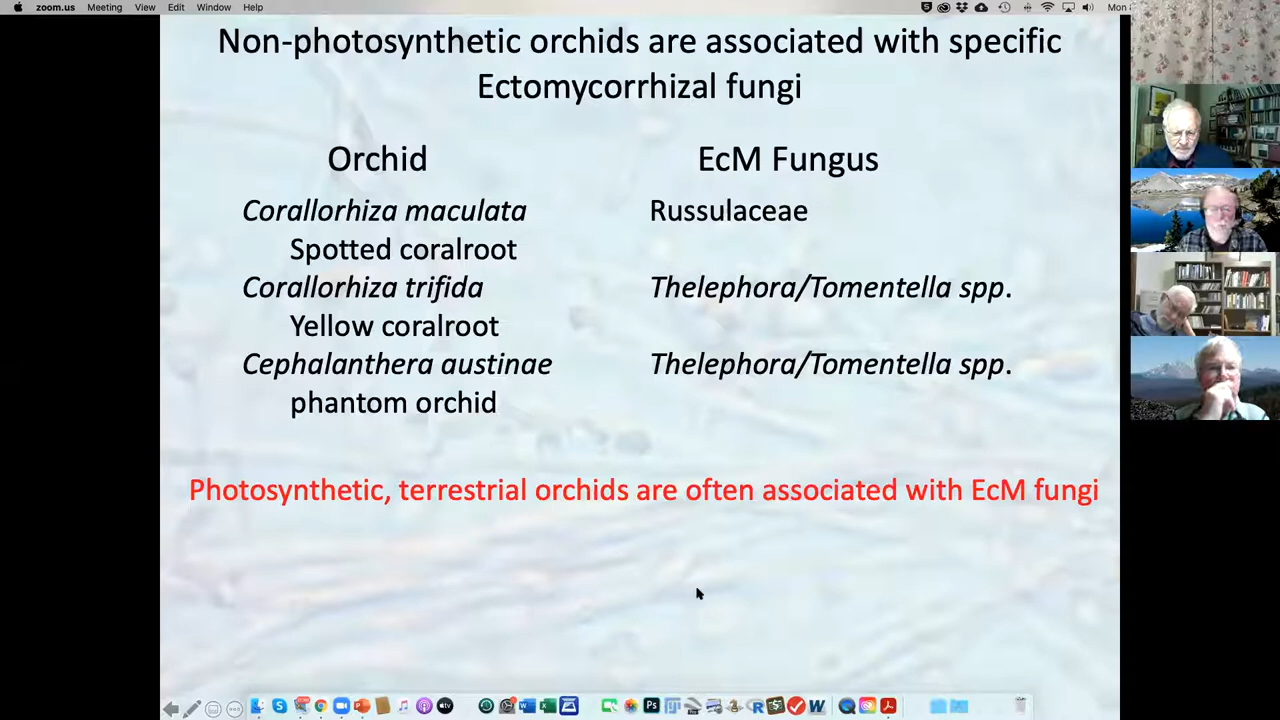 zoom.us Meeting View Edit Window Help
Mon
Non-photosynthetic orchids are associated with specific
Ectomycorrhizal fungi
Orchid EcM Fungus
Corallorhiza maculata Russulaceae
Spotted coralroot
Corallorhiza trifida Thelephora/Tomentella spp.
Yellow coralroot
Cephalanthera austinae Thelephora/Tomentella spp.
phantom orchid
Photosynthetic, terrestrial orchids are often associated with EcM fungi